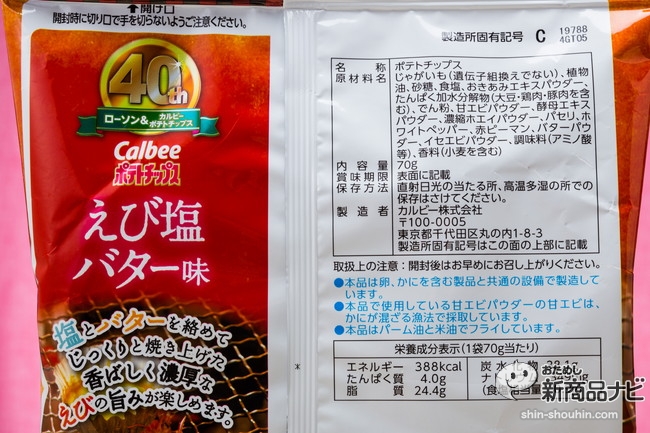 開け口
開封時に切り口で手を切らないようご注意ください。
40th
ローソン&カルビーポテトチップス
Calbee
ポテトチップス
えび塩
バター味
塩とバターを絡めて
じっくりと焼き上げた
香ばしく濃厚な
えびの旨みが楽しめます。
製造所固有記号 C 19788
4GT05
名称 ポテトチップス
原材料名 じゃがいも(遺伝子組換えでない)、植物
油、砂糖、食塩、おきあみエキスパウダー、
たんぱく加水分解物(大豆・鶏肉・豚肉を含
む)、でん粉、甘エビパウダー、酵母エキス
パウダー、濃縮ホエイパウダー、パセリ、ホ
ワイトペッパー、赤ピーマン、バターパウ
ダー、イセエビパウダー、調味料(アミノ酸
等)、香料(小麦を含む)
内容量 70g
賞味期限 表面に記載
保存方法 直射日光の当たる所、高温多湿の所での
保存はさけてください。
製造者 カルビー株式会社
〒100-0005
東京都千代田区丸の内1-8-3
製造所固有記号はこの面の上部に記載
取扱上の注意:開封後はお早めにお召し上がりください。
●本品は卵、かにを含む製品と共通の設備で製造して
います。
●本品で使用している甘エビパウダーの甘エビは、
かにが混ざる漁法で採取しています。
●本品はパーム油と米油でフライしています。
栄養成分表示(1袋70g当たり)
エネルギー 388kcal
たんぱく質 4.0g
脂質 24.4g
炭水化物
ナト
(食塩相当量
おためし
新商品ナビ
shin-shouhin.com